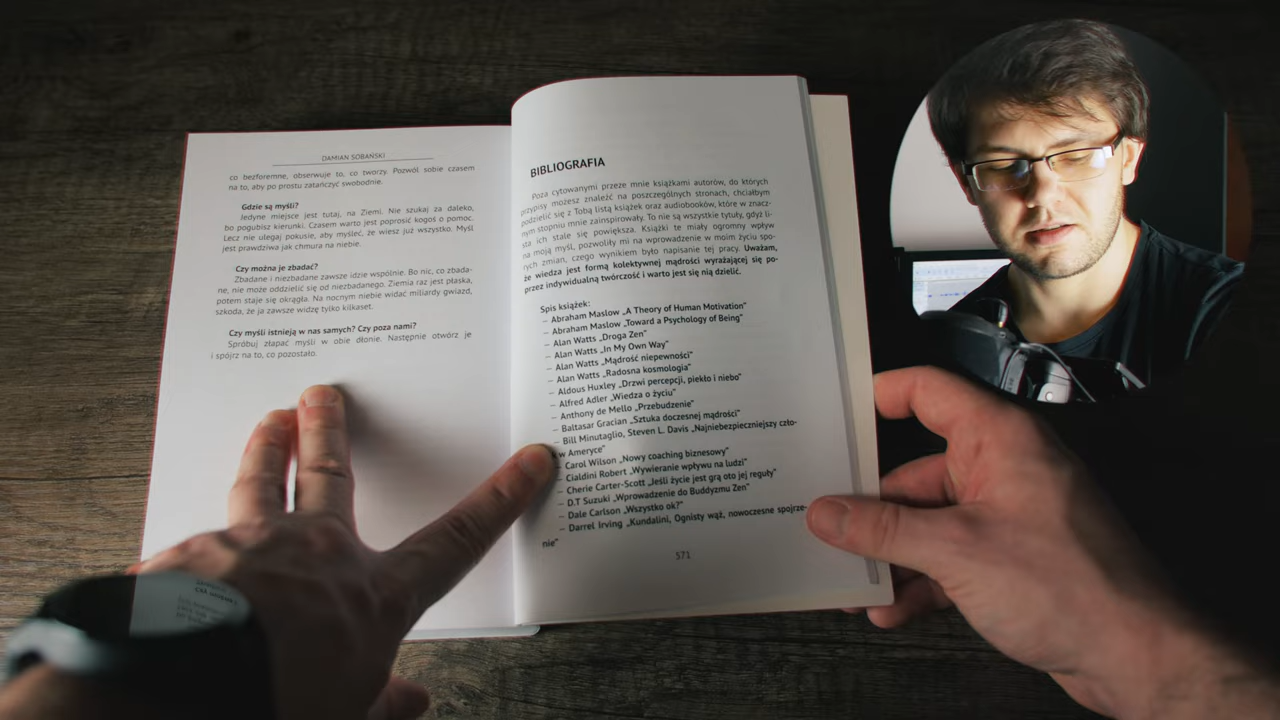 DAMIAN SOBAŃSKI
co bezforemne, obserwuje to, co tworzy. Pozwól sobie czasem
na to, aby po prostu zatańczyć swobodnie.
Gdzie są myśli?
Jedyne miejsce jest tutaj, na Ziemi. Nie szukaj za daleko,
bo pogubisz kierunki. Czasem warto jest poprosić kogoś o pomoc.
Lecz nie ulegaj pokusie, aby myśleć, że wiesz już wszystko. Myśl
jest prawdziwa jak chmura na niebie.
Czy można je zbadać?
Zbadane i niezbadane zawsze idzie wspólnie. Bo nic, co zbada-
ne, nie może oddzielić się od niezbadanego. Ziemia raz jest płaska,
potem staje się okrągła. Na nocnym niebie widać miliardy gwiazd,
szkoda, że ja zawsze widzę tylko kilkaset.
Czy myśli istnieją w nas samych? Czy poza nami?
Spróbuj złapać myśli w obie dłonie. Następnie otwórz je
i spójrz na to, co pozostało.
BIBLIOGRAFIA
Poza cytowanymi przeze mnie książkami autorów, do których
przypisy możesz znaleźć na poszczególnych stronach, chciałbym
podzielić się z Tobą listą książek oraz audiobooków, które w znacz-
nym stopniu mnie zainspirowały. To nie są wszystkie tytuły, gdyż li-
sta ich stale się powiększa. Książki te miały ogromny wpływ
na moją myśl, pozwoliły mi na wprowadzenie w moim życiu spo-
rych zmian, czego wynikiem było napisanie tej pracy. Uważam,
że wiedza jest formą kolektywnej mądrości wyrażającej się po-
przez indywidualną twórczość i warto jest się nią dzielić.
Spis książek:
– Abraham Maslow „A Theory of Human Motivation”
– Abraham Maslow „Toward a Psychology of Being”
– Alan Watts „Droga Zen”
– Alan Watts „In My Own Way”
– Alan Watts „Mądrość niepewności”
– Alan Watts „Radosna kosmologia”
– Aldous Huxley „Drzwi percepcji, piekło i niebo”
– Alfred Adler „Wiedza o życiu”
– Anthony de Mello „Przebudzenie”
– Baltasar Gracian „Sztuka doczesnej mądrości”
– Bill Minutaglio, Steven L. Davis „Najniebezpieczniejszy czło-
k w Ameryce”
– Carol Wilson „Nowy coaching biznesowy”
– Cialdini Robert „Wywieranie wpływu na ludzi”
– Cherie Carter-Scott „Jeśli życie jest grą oto jej reguły”
– D.T Suzuki „Wprowadzenie do Buddyzmu Zen”
– Dale Carlson „Wszystko ok?”
– Darrel Irving „Kundalini, Ognisty wąż, nowoczesne spojrze-
nie”
571